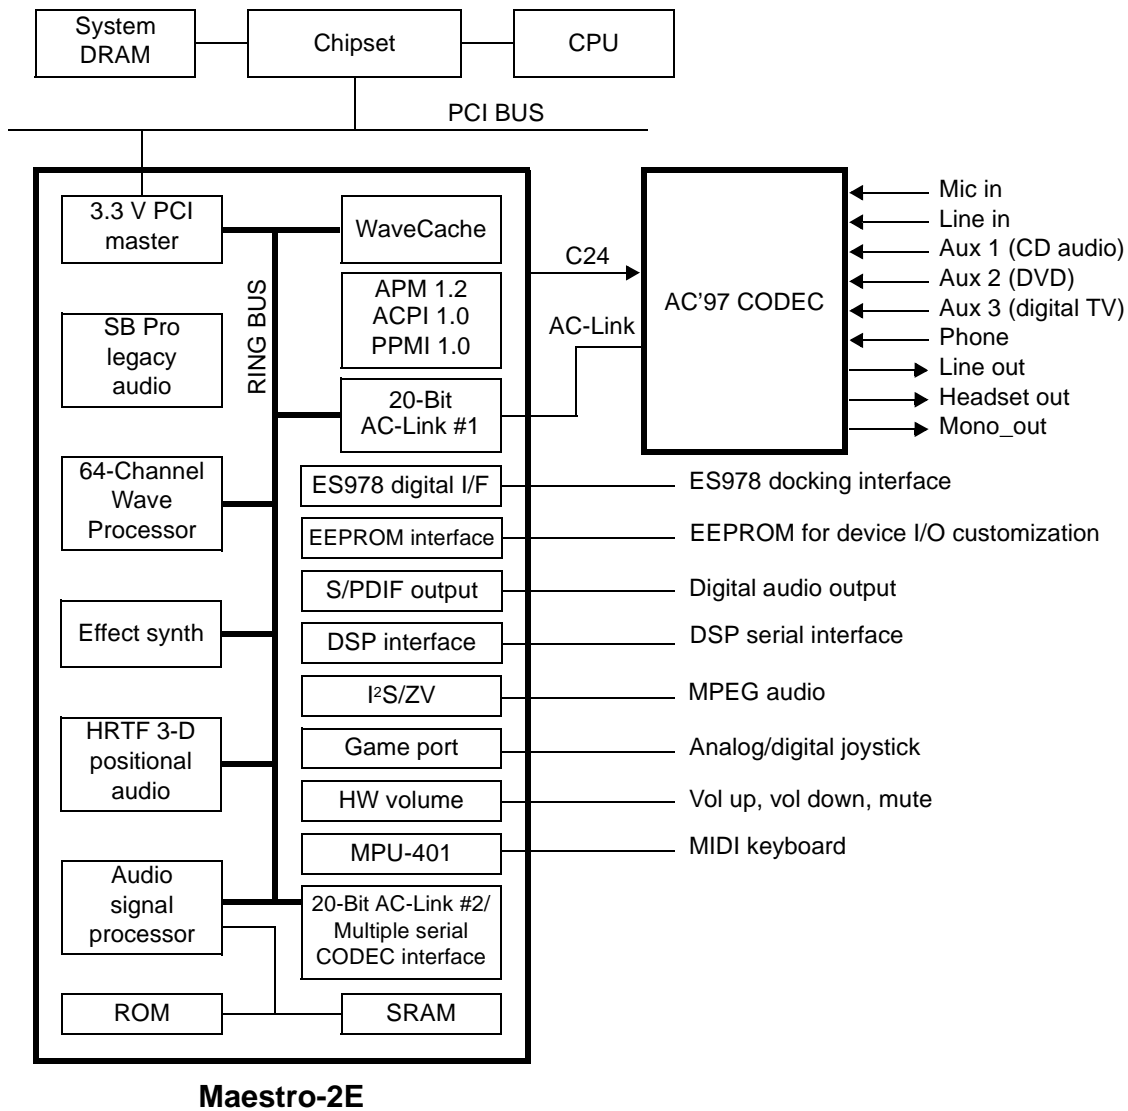 System
DRAM
Chipset
CPU
PCI BUS
3.3 V PCI
master
WaveCache
RING BUS
SB Pro
legacy
audio
APM 1.2
ACPI 1.0
PPMI 1.0
20-Bit
AC-Link #1
64-Channel
Wave
Processor
Effect synth
HRTF 3-D
positional
audio
Audio
signal
processor
ROM
ES978 digital I/F
EEPROM interface
S/PDIF output
DSP interface
I²S/ZV
Game port
HW volume
MPU-401
20-Bit AC-Link #2/
Multiple serial
CODEC interface
SRAM
C24
AC-Link
AC’97 CODEC
Mic in
Line in
Aux 1 (CD audio)
Aux 2 (DVD)
Aux 3 (digital TV)
Phone
Line out
Headset out
Mono_out
ES978 docking interface
EEPROM for device I/O customization
Digital audio output
DSP serial interface
MPEG audio
Analog/digital joystick
Vol up, vol down, mute
MIDI keyboard
Maestro-2E